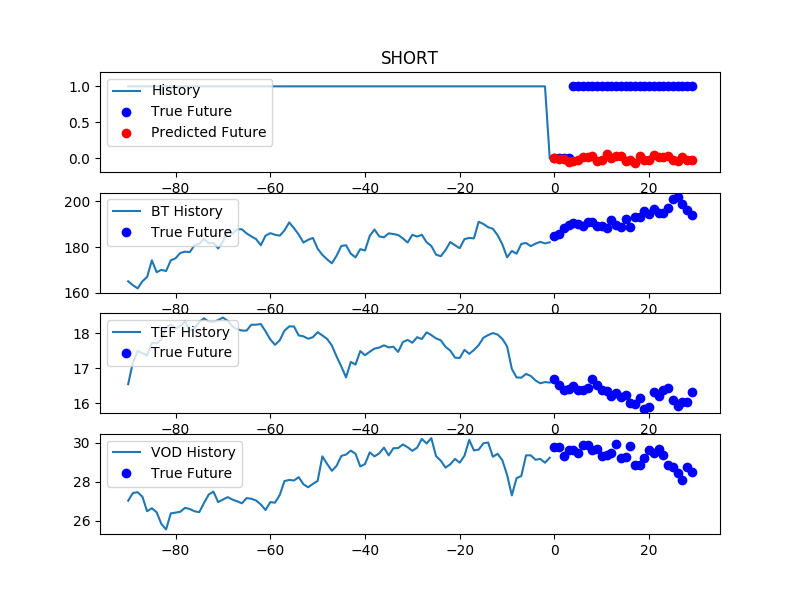 SHORT
1.0
0.5
0.0
History
True Future
Predicted Future
−80 −60 −40 −20 0 20
200
180
160
BT History
True Future
−80 −60 −40 −20 0 20
18
17
16
TEF History
True Future
−80 −60 −40 −20 0 20
30
28
26
VOD History
True Future
−80 −60 −40 −20 0 20